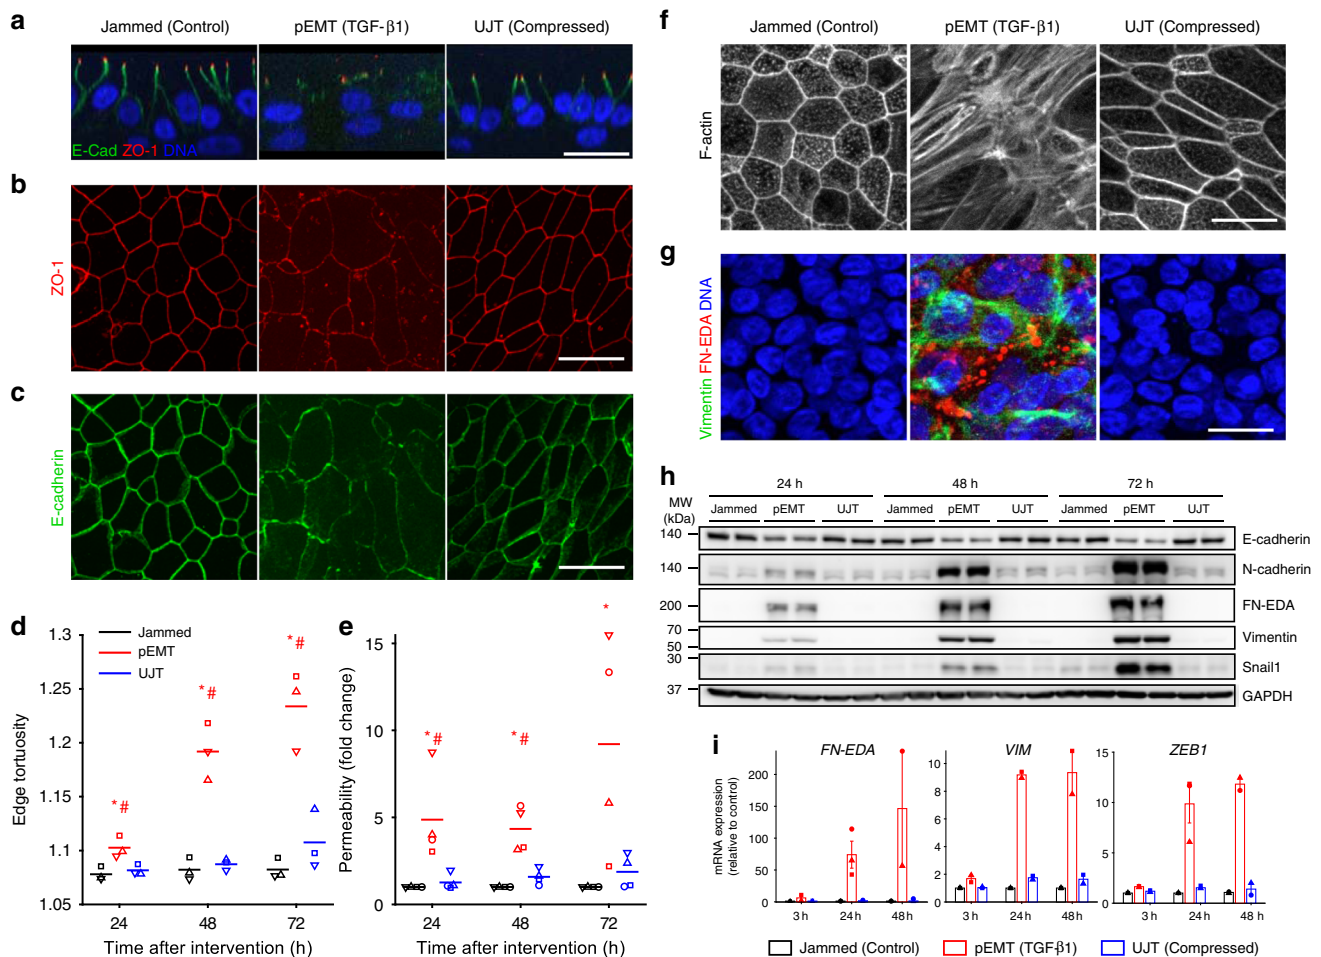 a
Jammed (Control) pEMT (TGF-β1) UJT (Compressed)
E-Cad ZO-1 DNA
b
ZO-1
c
E-cadherin
d
1.3
1.25
1.2
1.15
1.1
1.05
Edge tortuosity
Jammed
pEMT
UJT
*# *# *#
24 48 72
Time after intervention (h)
e
15
10
5
0
Permeability (fold change)
*# *# *
24 48 72
Time after intervention (h)
f
Jammed (Control) pEMT (TGF-β1) UJT (Compressed)
F-actin
g
Vimentin FN-EDA DNA
h
24 h 48 h 72 h
MW
(kDa)
Jammed pEMT UJT Jammed pEMT UJT Jammed pEMT UJT
140 E-cadherin
140 N-cadherin
200 FN-EDA
70
50
Vimentin
30
Snail1
37
GAPDH
i
mRNA expression
(relative to control)
FN-EDA
200
150
100
50
0
3 h 24 h 48 h
VIM
10
8
6
4
2
0
3 h 24 h 48 h
ZEB1
15
10
5
0
3 h 24 h 48 h
Jammed (Control) pEMT (TGFβ1) UJT (Compressed)